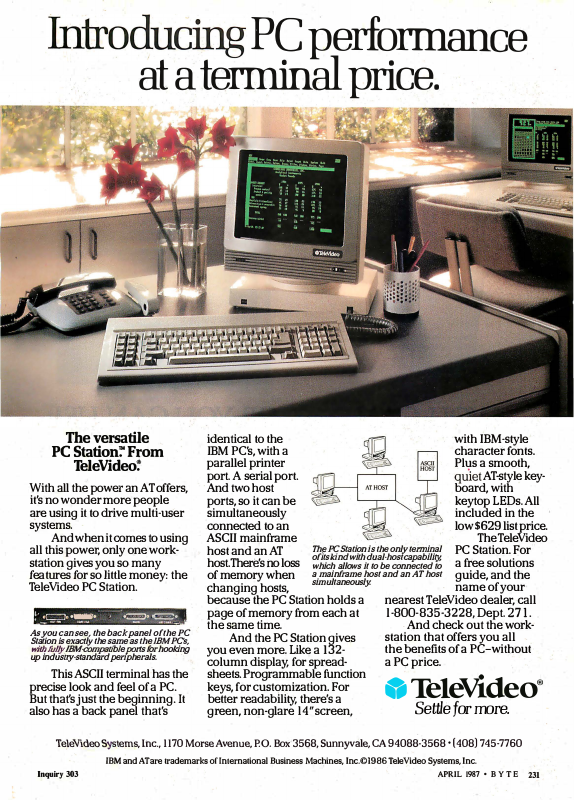 Introducing PC performance
at a terminal price.
TeleVideo
The versatile
PC Station.™ From
TeleVideo.®
With all the power an AT offers,
it's no wonder more people
are using it to drive multi-user
systems.
And when it comes to using
all this power, only one work-
station gives you so many
features for so little money: the
TeleVideo PC Station.
As you can see, the back panel of the PC
Station is exactly the same as the IBM PC's,
with fully IBM-compatible ports for hooking
up industry-standard peripherals.
This ASCII terminal has the
precise look and feel of a PC.
But that's just the beginning. It
also has a back panel that's
identical to the
IBM PC's, with a
parallel printer
port. A serial port.
And two host
ports, so it can be
simultaneously
connected to an
ASCII mainframe
host and an AT
host. There's no loss
of memory when
changing hosts,
because the PC Station holds a
page of memory from each at
the same time.
And the PC Station gives
you even more. Like a 132-
column display, for spread-
sheets. Programmable function
keys, for customization. For
better readability, there's a
green, non-glare 14" screen,
ASCII
HOST
AT HOST
The PC Station is the only terminal
of its kind with dual-host capability,
which allows it to be connected to
a mainframe host and an AT host
simultaneously.
with IBM-style
character fonts.
Plus a smooth,
quiet AT-style key-
board, with
keytop LEDs. All
included in the
low $629 list price.
The TeleVideo
PC Station. For
a free solutions
guide, and the
name of your
nearest TeleVideo dealer, call
1-800-835-3228, Dept. 271.
And check out the work-
station that offers you all
the benefits of a PC–without
a PC price.
TeleVideo®
Settle for more.
TeleVideo Systems, Inc., 1170 Morse Avenue, P.O. Box 3568, Sunnyvale, CA 94088-3568 • (408) 745-7760
IBM and AT are trademarks of International Business Machines, Inc. ©1986 TeleVideo Systems, Inc.
Inquiry 303
APRIL 1987 • BYTE 231